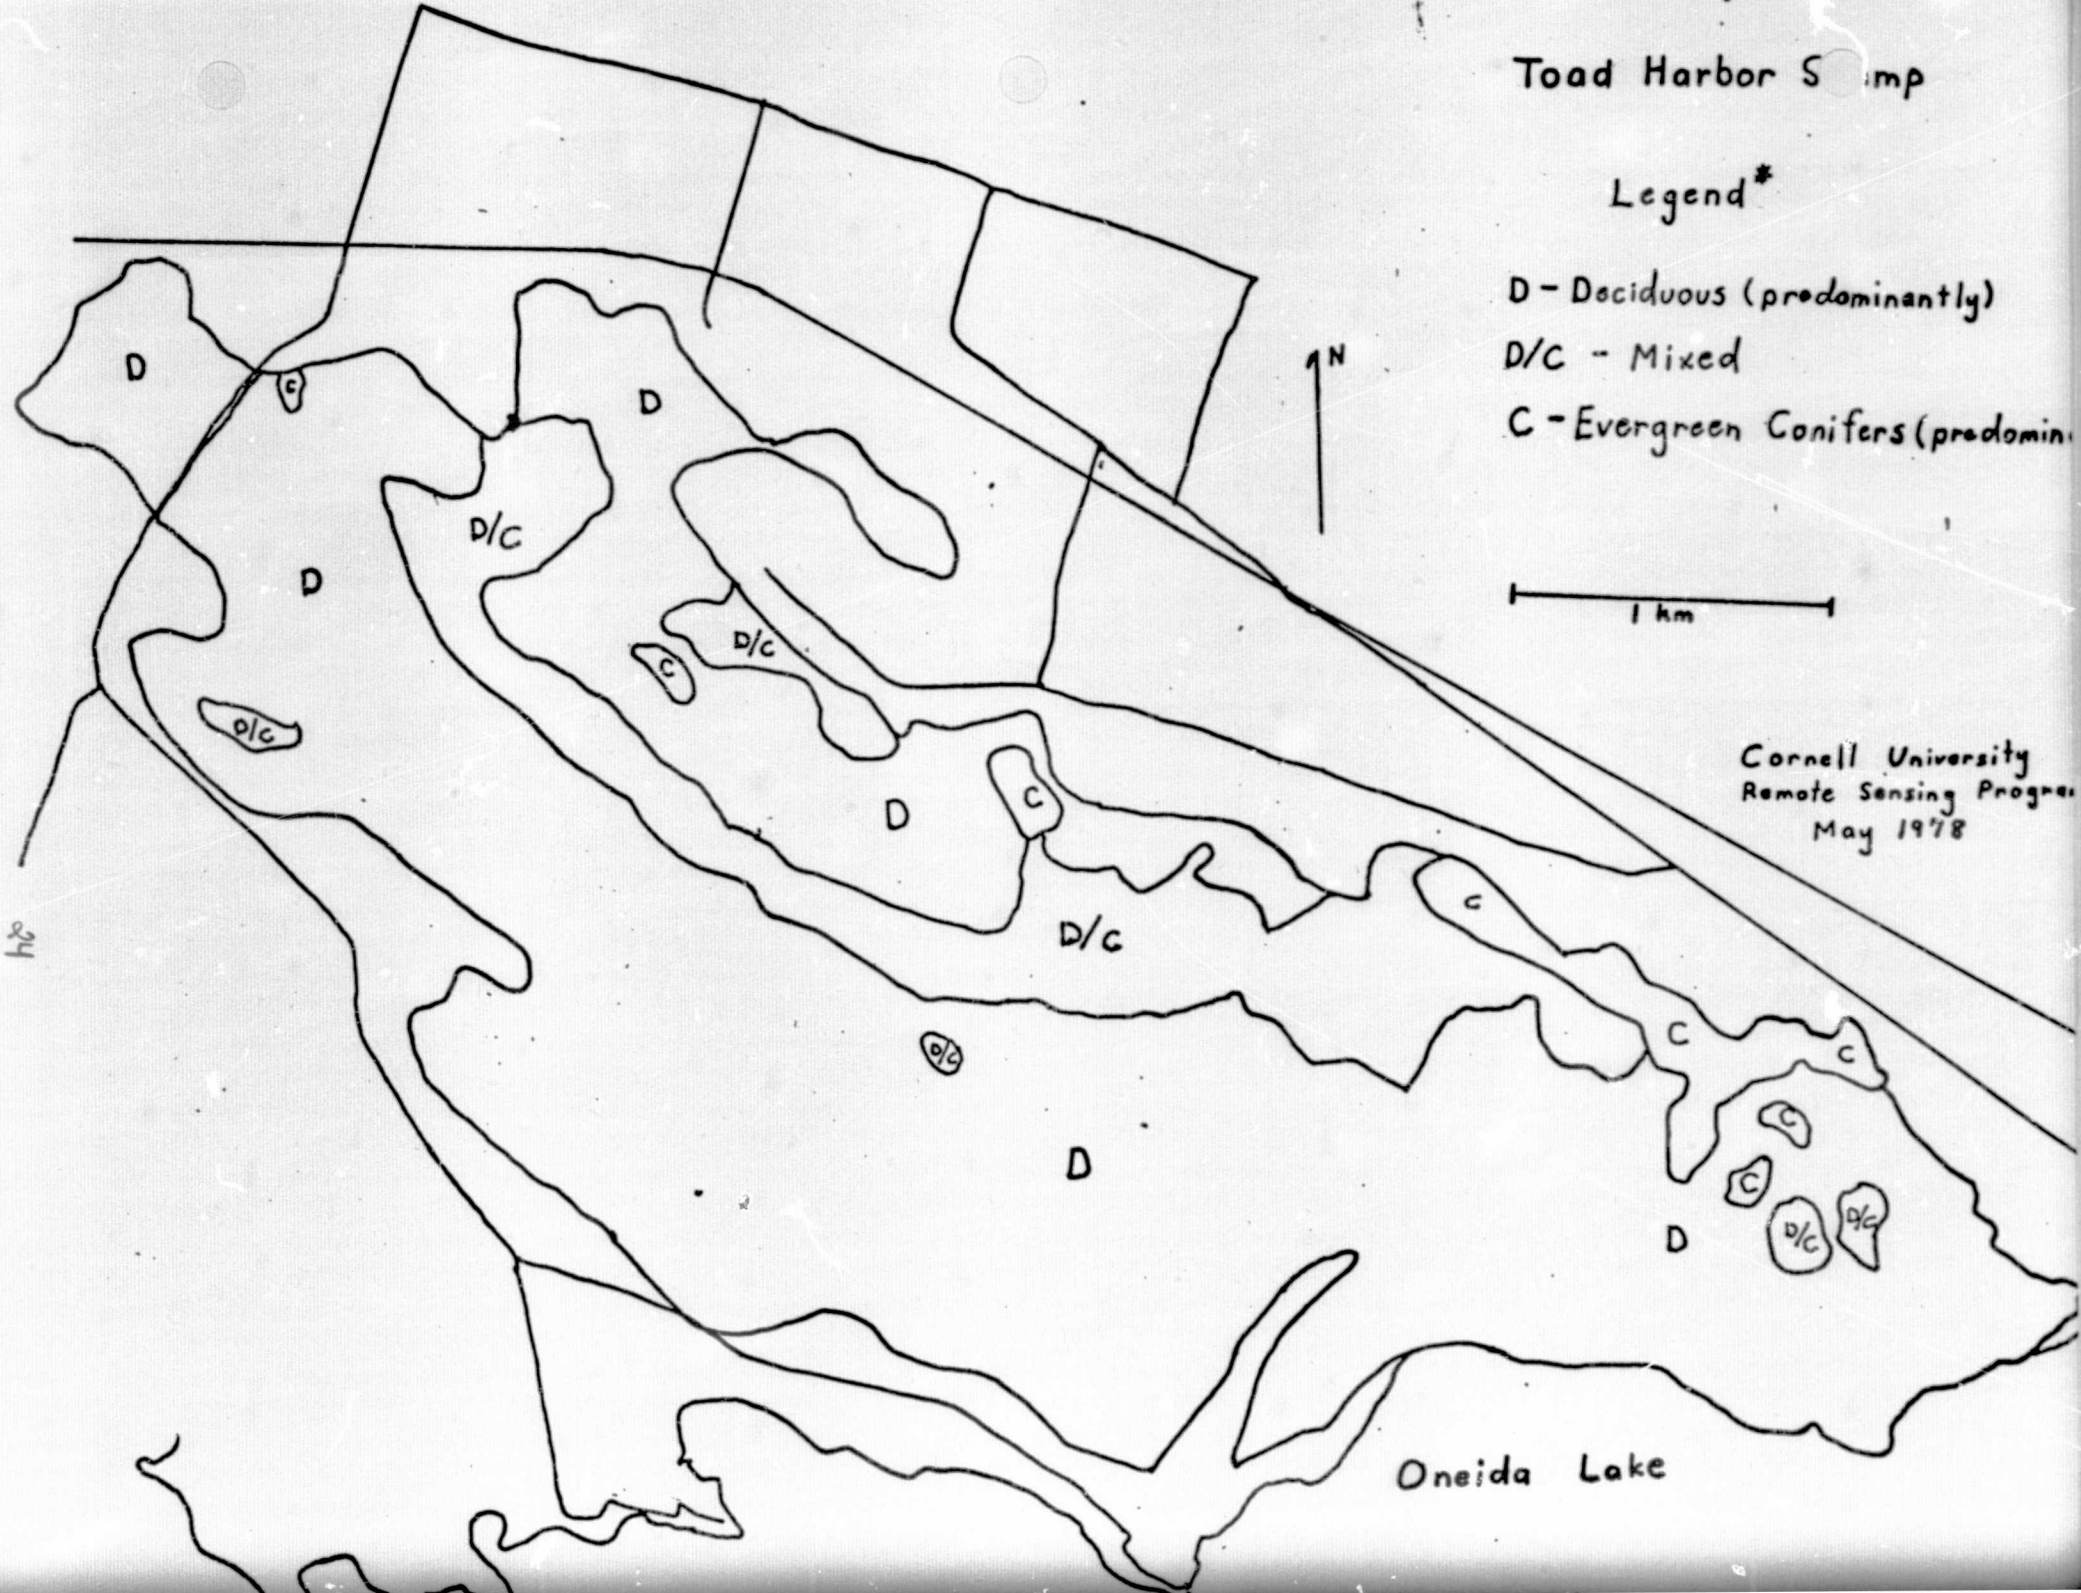 Toad Harbor S mp
Legend*
D - Deciduous (predominantly)
D/C - Mixed
C - Evergreen Conifers (predomin
N
1 km
Cornell University
Remote Sensing Progra
May 1978
D
C
D
D/C
D
D/C
C
D/C
D
C
D
D/C
C
C
C
D/C
D
C
C
D/C
D/C
D
Oneida Lake
24